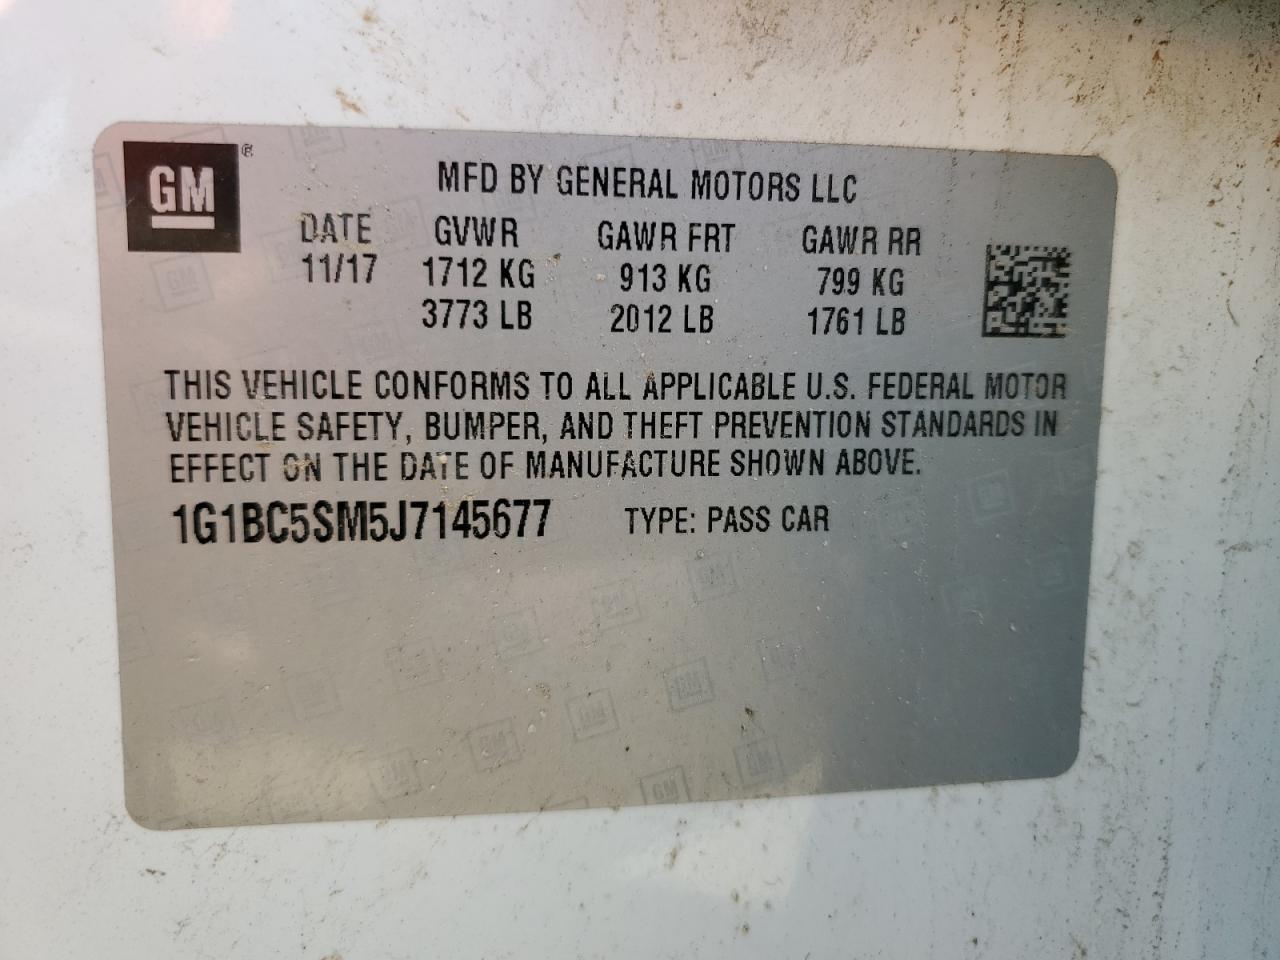 GM
MFD BY GENERAL MOTORS LLC
DATE GVWR GAWR FRT GAWR RR
11/17 1712 KG 913 KG 799 KG
3773 LB 2012 LB 1761 LB
THIS VEHICLE CONFORMS TO ALL APPLICABLE U.S. FEDERAL MOTOR
VEHICLE SAFETY, BUMPER, AND THEFT PREVENTION STANDARDS IN
EFFECT ON THE DATE OF MANUFACTURE SHOWN ABOVE.
1G1BC5SM5J7145677 TYPE: PASS CAR